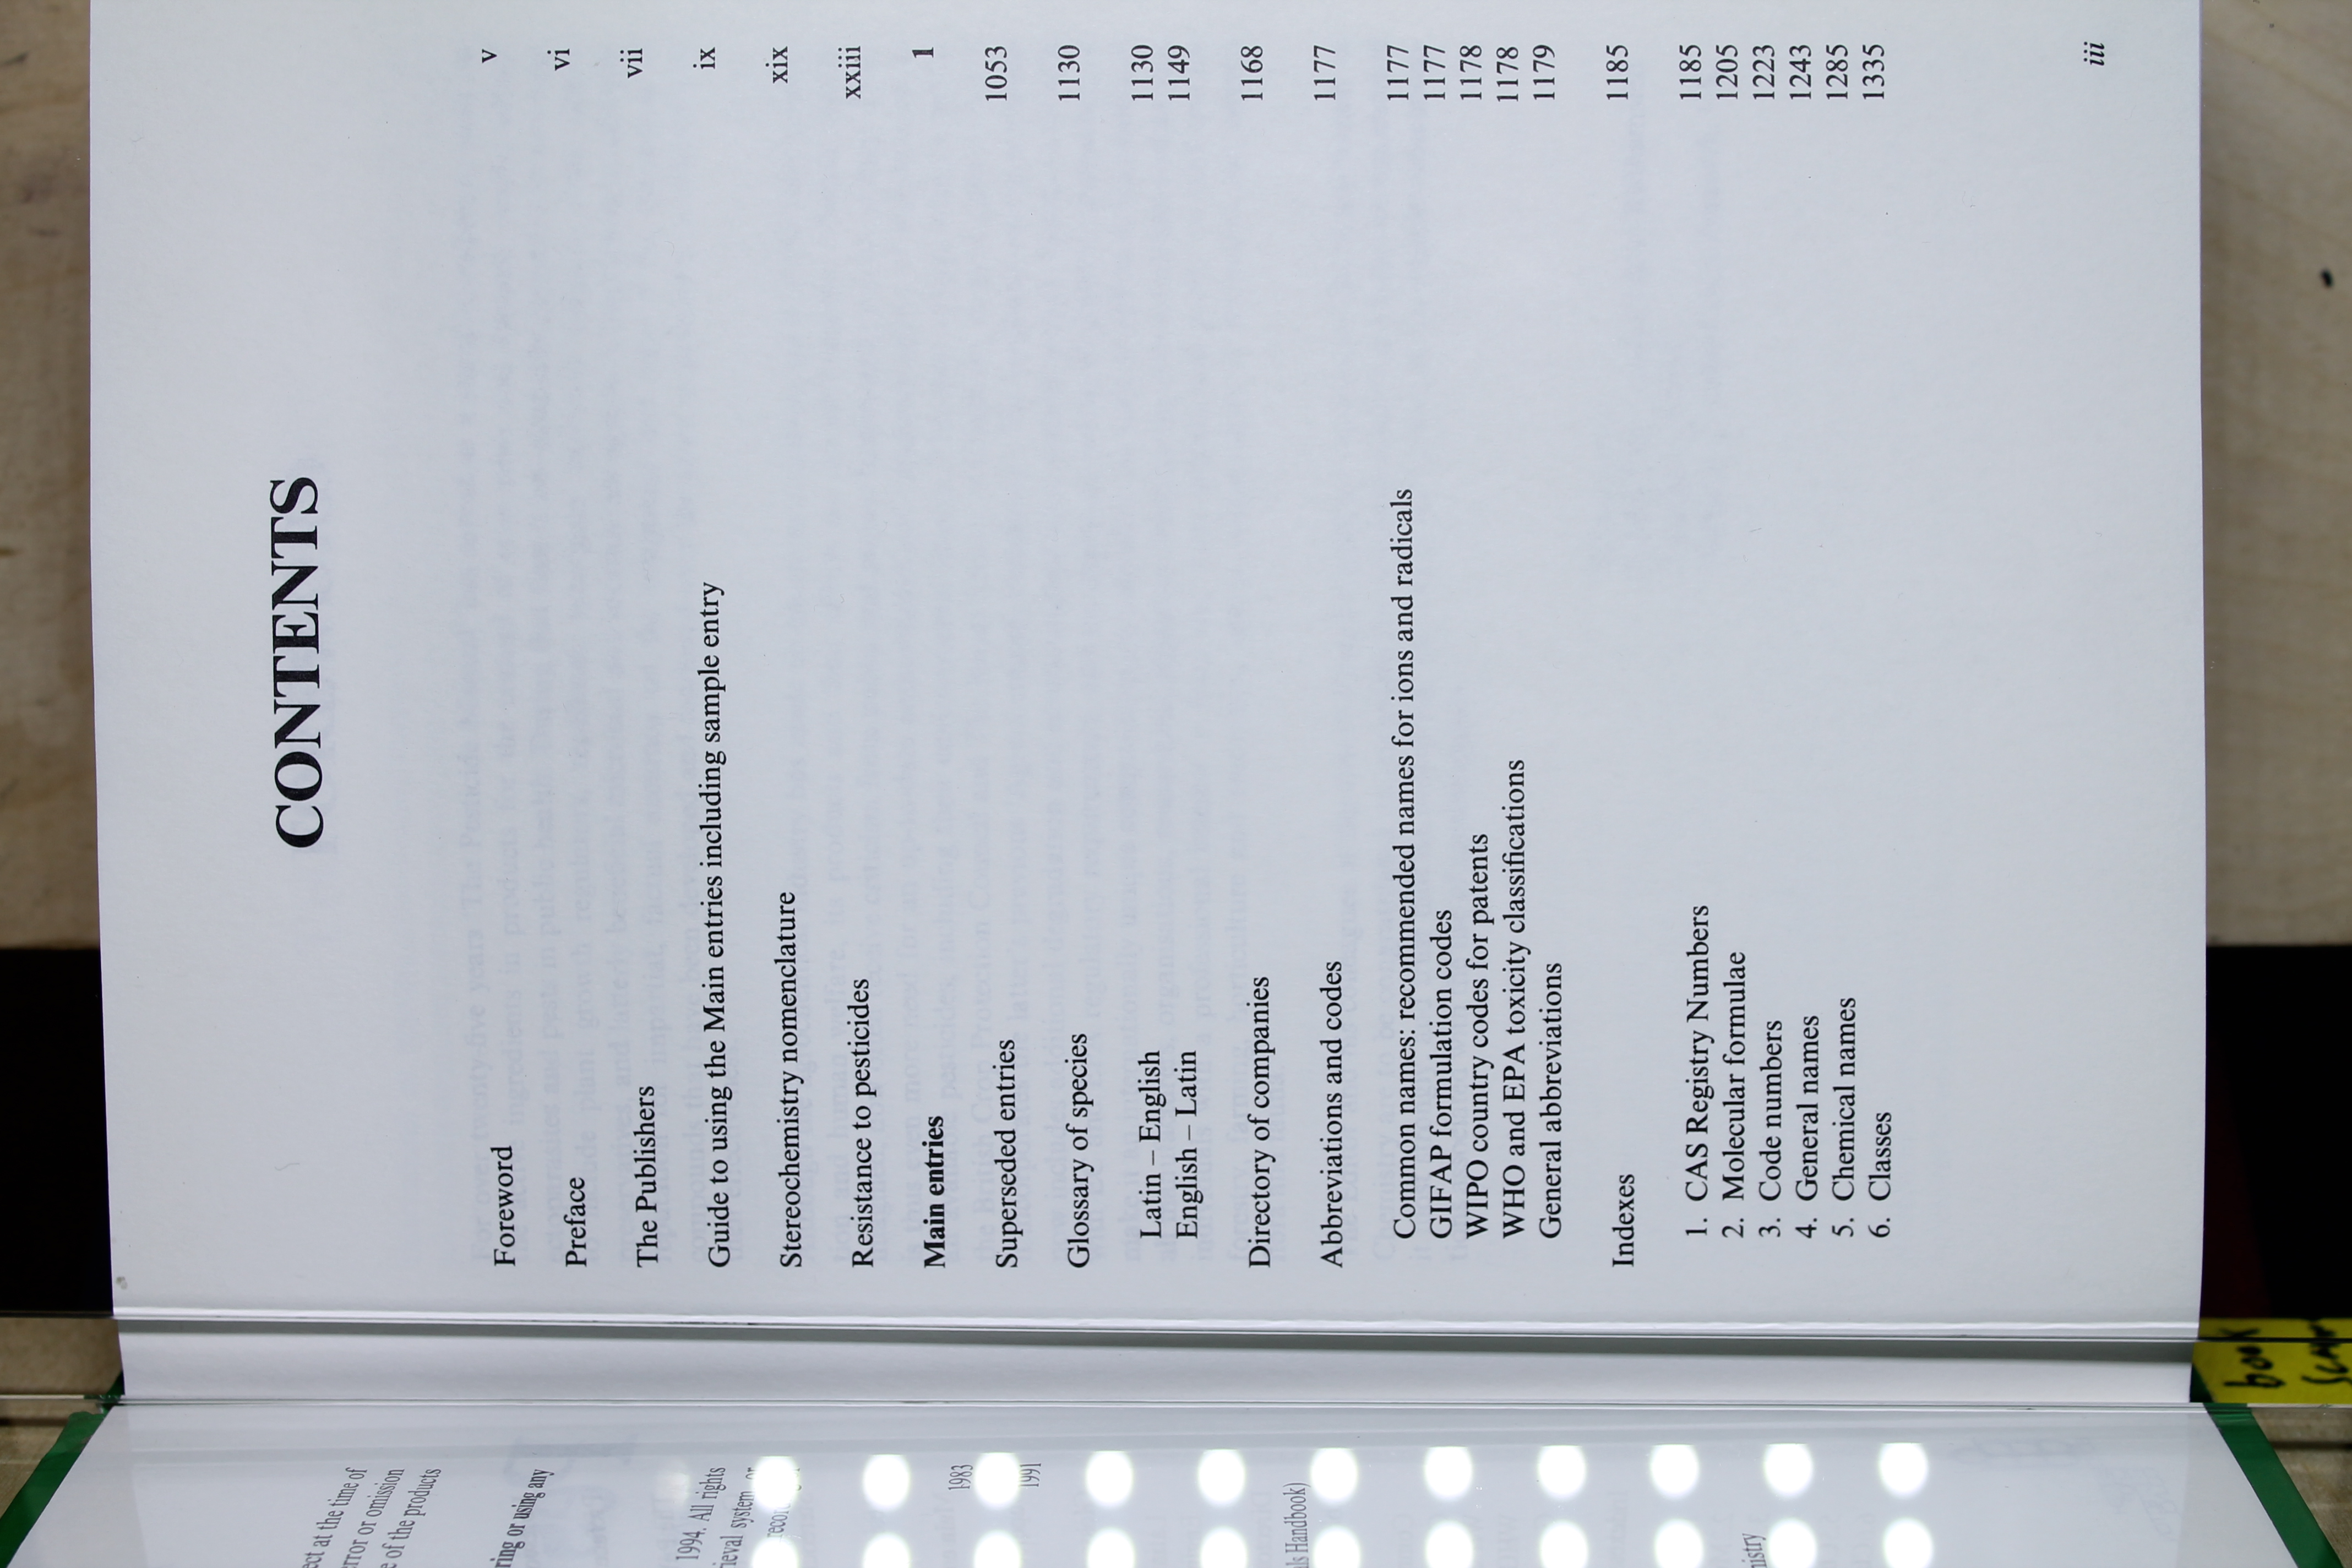 CONTENTS
Foreword v
Preface vi
The Publishers vii
Guide to using the Main entries including sample entry ix
Stereochemistry nomenclature xix
Resistance to pesticides xxiii
Main entries 1
Superseded entries 1053
Glossary of species 1130
Latin – English 1130
English – Latin 1149
Directory of companies 1168
Abbreviations and codes 1177
Common names: recommended names for ions and radicals 1177
GIFAP formulation codes 1177
WIPO country codes for patents 1178
WHO and EPA toxicity classifications 1178
General abbreviations 1179
Indexes 1185
1. CAS Registry Numbers 1185
2. Molecular formulae 1205
3. Code numbers 1223
4. General names 1243
5. Chemical names 1285
6. Classes 1335
iii
ect at the time of
error or omission
e of the products
ring or using any
1994. All rights
ieval system or
1983
1991
ls Handbook)
istry
book